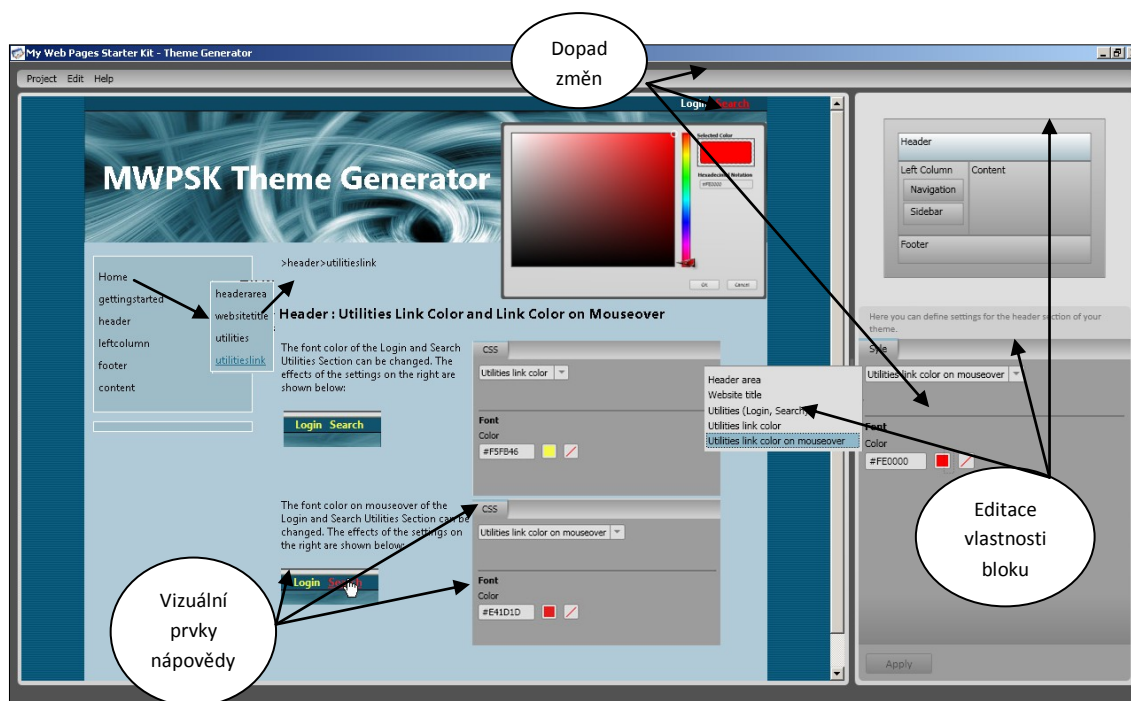 Dopad
změn
My Web Pages Starter Kit - Theme Generator
Project Edit Help
Login Search
MWPSK Theme Generator
Selected Color
Hexadecimal Notation
#FE0000
OK Cancel
Header
Left Column Content
Navigation
Sidebar
Footer
Home
gettingstarted
header
leftcolumn
footer
content
headerarea
websitetitle
utilities
utilitieslink
>header>utilitieslink
Header : Utilities Link Color and Link Color on Mouseover
The font color of the Login and Search
Utilities Section can be changed. The
effects of the settings on the right are
shown below:
Login Search
CSS
Utilities link color
Font
Color
#F5FB46
The font color on mouseover of the
Login and Search Utilities Section can be
changed. The effects of the settings on
the right are shown below:
Login Search
CSS
Utilities link color on mouseover
Font
Color
#E41D1D
Header area
Website title
Utilities (Login, Search)
Utilities link color
Utilities link color on mouseover
Here you can define settings for the header section of your
theme.
Style
Utilities link color on mouseover
Font
Color
#FE0000
Apply
Editace
vlastnosti
bloku
Vizuální
prvky
nápovědy